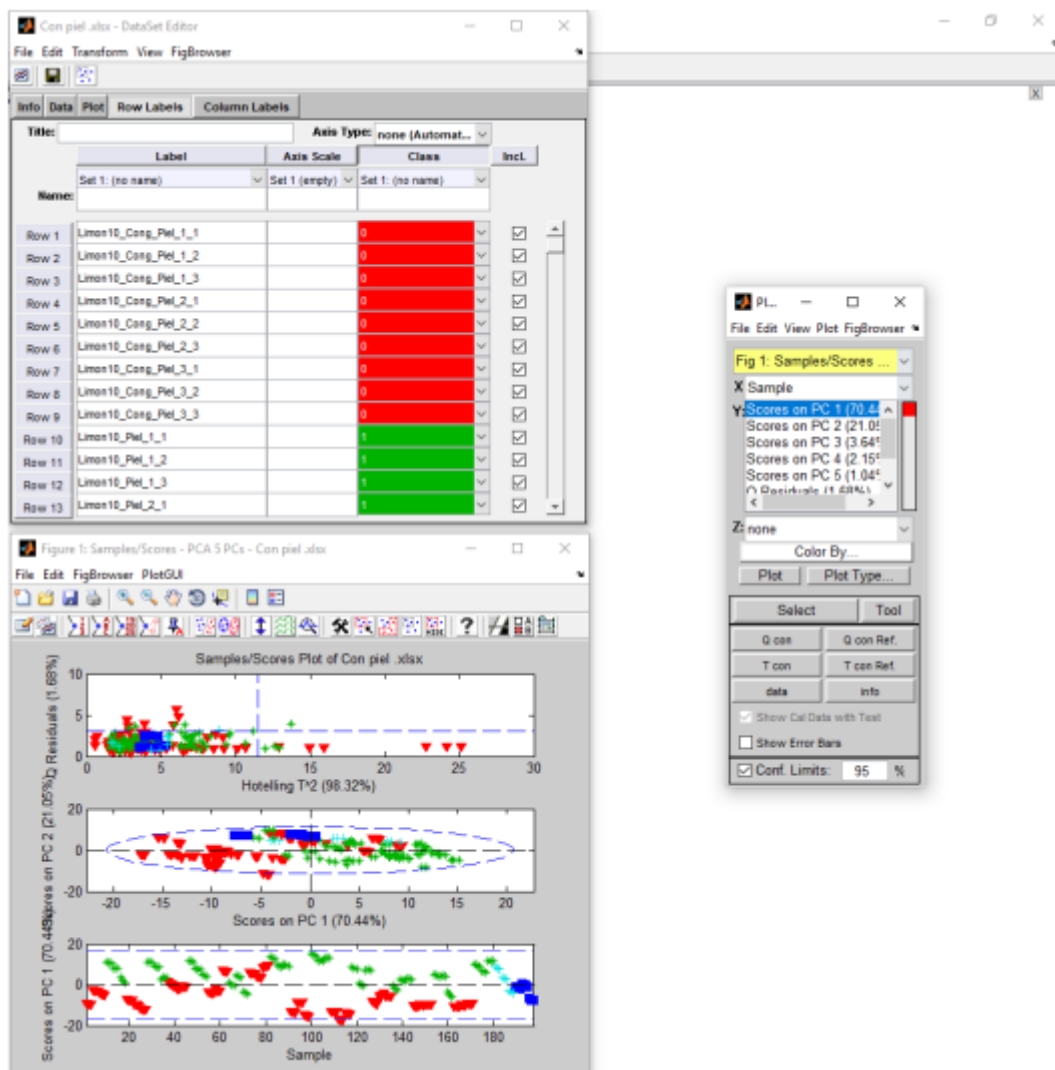 Con piel .xlsx - DataSet Editor
File Edit Transform View FigBrowser
Info Data Plot Row Labels Column Labels
Title: Axis Type: none (Automat...
Label Axis Scale Class Incl.
Set 1: (no name) Set 1 (empty) Set 1: (no name)
Name:
Row 1 Limon10_Cong_Piel_1_1 0
Row 2 Limon10_Cong_Piel_1_2 0
Row 3 Limon10_Cong_Piel_1_3 0
Row 4 Limon10_Cong_Piel_2_1 0
Row 5 Limon10_Cong_Piel_2_2 0
Row 6 Limon10_Cong_Piel_2_3 0
Row 7 Limon10_Cong_Piel_3_1 0
Row 8 Limon10_Cong_Piel_3_2 0
Row 9 Limon10_Cong_Piel_3_3 0
Row 10 Limon10_Piel_1_1 1
Row 11 Limon10_Piel_1_2 1
Row 12 Limon10_Piel_1_3 1
Row 13 Limon10_Piel_2_1 1
Figure 1: Samples/Scores - PCA 5 PCs - Con piel .xlsx
File Edit FigBrowser PlotGUI
Samples/Scores Plot of Con piel .xlsx
Q Residuals (1.68%)
10
5
0
0 5 10 15 20 25 30
Hotelling T^2 (98.32%)
Scores on PC 2 (21.05%)
20
0
-20
-20 -15 -10 -5 0 5 10 15 20
Scores on PC 1 (70.44%)
Scores on PC 1 (70.44%)
20
0
-20
20 40 60 80 100 120 140 160 180
Sample
Pl...
File Edit View Plot FigBrowser
Fig 1: Samples/Scores ...
X Sample
Y: Scores on PC 1 (70.44
Scores on PC 2 (21.05
Scores on PC 3 (3.64%
Scores on PC 4 (2.15%
Scores on PC 5 (1.04%
Q Residuals (1.68%)
Z: none
Color By...
Plot Plot Type...
Select Tool
Q con Q con Ref.
T con T con Ref.
data info
Show Cal Data with Test
Show Error Bars
Conf. Limits: 95 %